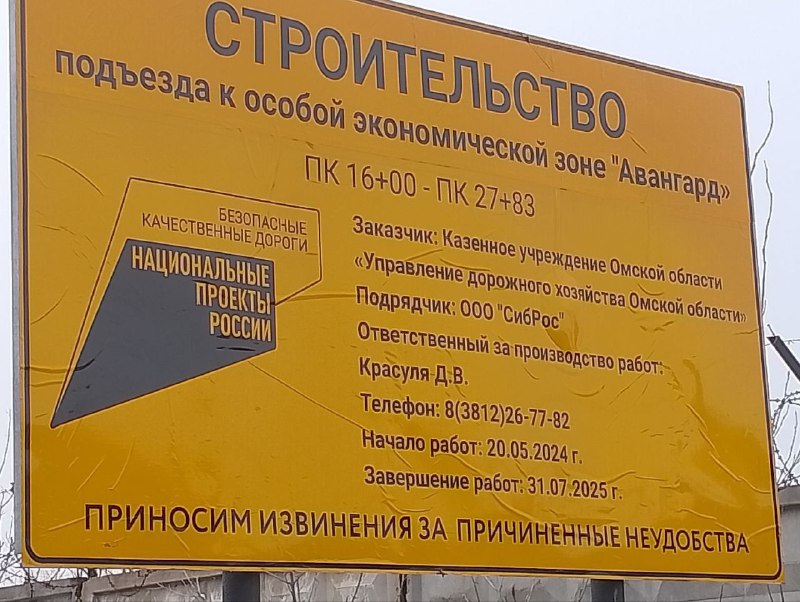 СТРОИТЕЛЬСТВО
подъезда к особой экономической зоне "Авангард»
ПК 16+00 - ПК 27+83
БЕЗОПАСНЫЕ
КАЧЕСТВЕННЫЕ ДОРОГИ
НАЦИОНАЛЬНЫЕ
ПРОЕКТЫ
РОССИИ
Заказчик: Казенное учреждение Омской области
«Управление дорожного хозяйства Омской области»
Подрядчик: ООО "СибРос"
Ответственный за производство работ:
Красуля Д.В.
Телефон: 8(3812)26-77-82
Начало работ: 20.05.2024 г.
Завершение работ: 31.07.2025 г.
ПРИНОСИМ ИЗВИНЕНИЯ ЗА ПРИЧИНЕННЫЕ НЕУДОБСТВА